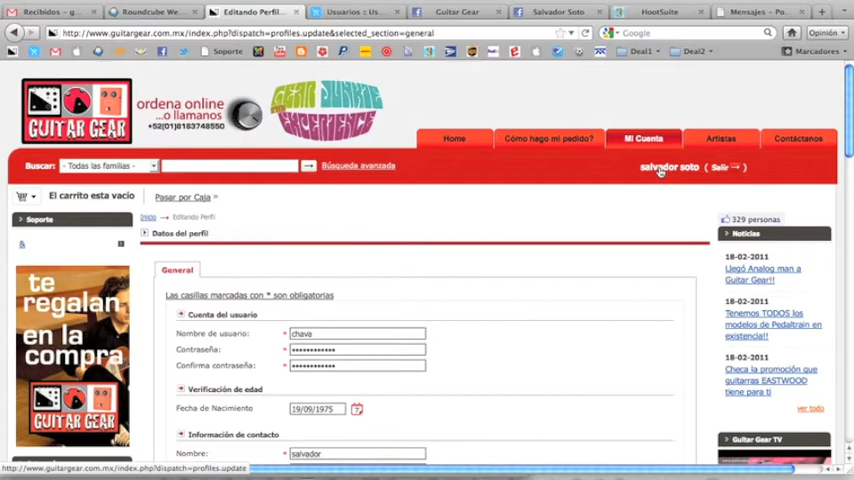 Recibidos - g...
Roundcube We...
Editando Perfil...
Usuarios :: Us...
Guitar Gear
Salvador Soto
HootSuite
Mensajes - Po...
http://www.guitargear.com.mx/index.php?dispatch=profiles.update&selected_section=general
Google
Opinión
Soporte
Deal1
Deal2
Marcadores
GUITAR GEAR
ordena online
...o llamanos
+52(01)8183748550
GEAR JUNKIE
EXPERIENCE
Home
Cómo hago mi pedido?
Mi Cuenta
Artistas
Contáctanos
Buscar:
- Todas las familias -
Búsqueda avanzada
salvador soto ( Salir )
El carrito esta vacío
Pasar por Caja »
Soporte
Inicio
Editando Perfil
Datos del perfil
329 personas
Noticias
General
Las casillas marcadas con * son obligatorias
Cuenta del usuario
Nombre de usuario: * chava
Contraseña: * ••••••••••••
Confirma contraseña: * ••••••••••••
Verificación de edad
Fecha de Nacimiento 19/09/1975
Información de contacto
Nombre: * salvador
te
regalan
en la
compra
GUITAR GEAR
18-02-2011
Llegó Analog man a
Guitar Gear!!
18-02-2011
Tenemos TODOS los
modelos de Pedaltrain en
existencia!!
18-02-2011
Checa la promoción que
guitarras EASTWOOD
tiene para ti
ver todo
Guitar Gear TV
http://www.guitargear.com.mx/index.php?dispatch=profiles.update